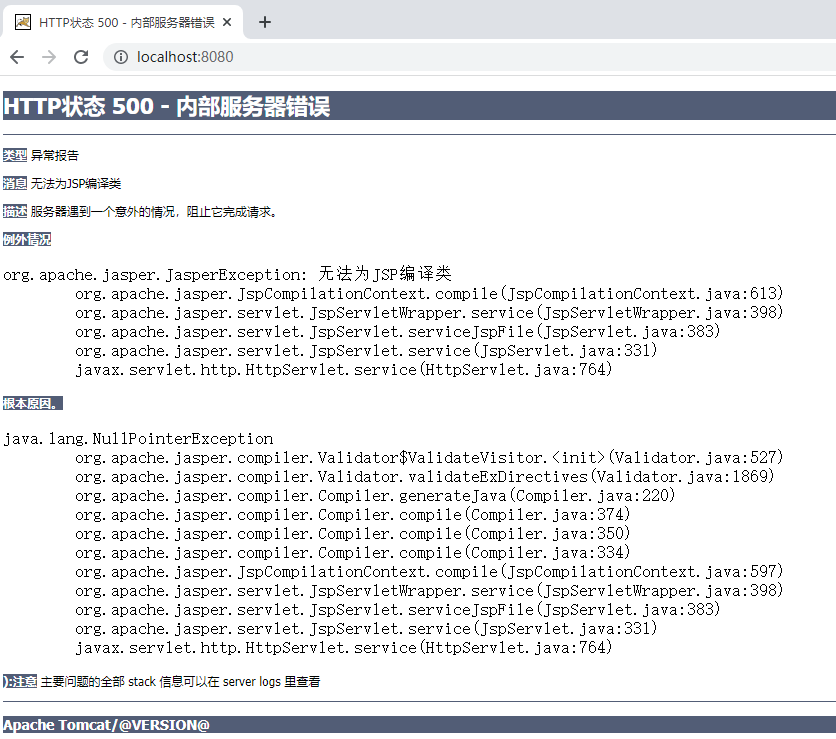 HTTP状态 500 - 内部服务器错误
localhost:8080
HTTP状态 500 - 内部服务器错误
类型 异常报告
消息 无法为JSP编译类
描述 服务器遇到一个意外的情况，阻止它完成请求。
例外情况
org.apache.jasper.JasperException: 无法为JSP编译类
org.apache.jasper.JspCompilationContext.compile(JspCompilationContext.java:613)
org.apache.jasper.servlet.JspServletWrapper.service(JspServletWrapper.java:398)
org.apache.jasper.servlet.JspServlet.serviceJspFile(JspServlet.java:383)
org.apache.jasper.servlet.JspServlet.service(JspServlet.java:331)
javax.servlet.http.HttpServlet.service(HttpServlet.java:764)
根本原因。
java.lang.NullPointerException
org.apache.jasper.compiler.Validator$ValidateVisitor.<init>(Validator.java:527)
org.apache.jasper.compiler.Validator.validateExDirectives(Validator.java:1869)
org.apache.jasper.compiler.Compiler.generateJava(Compiler.java:220)
org.apache.jasper.compiler.Compiler.compile(Compiler.java:374)
org.apache.jasper.compiler.Compiler.compile(Compiler.java:350)
org.apache.jasper.compiler.Compiler.compile(Compiler.java:334)
org.apache.jasper.JspCompilationContext.compile(JspCompilationContext.java:597)
org.apache.jasper.servlet.JspServletWrapper.service(JspServletWrapper.java:398)
org.apache.jasper.servlet.JspServlet.serviceJspFile(JspServlet.java:383)
org.apache.jasper.servlet.JspServlet.service(JspServlet.java:331)
javax.servlet.http.HttpServlet.service(HttpServlet.java:764)
):注意 主要问题的全部 stack 信息可以在 server logs 里查看
Apache Tomcat/@VERSION@